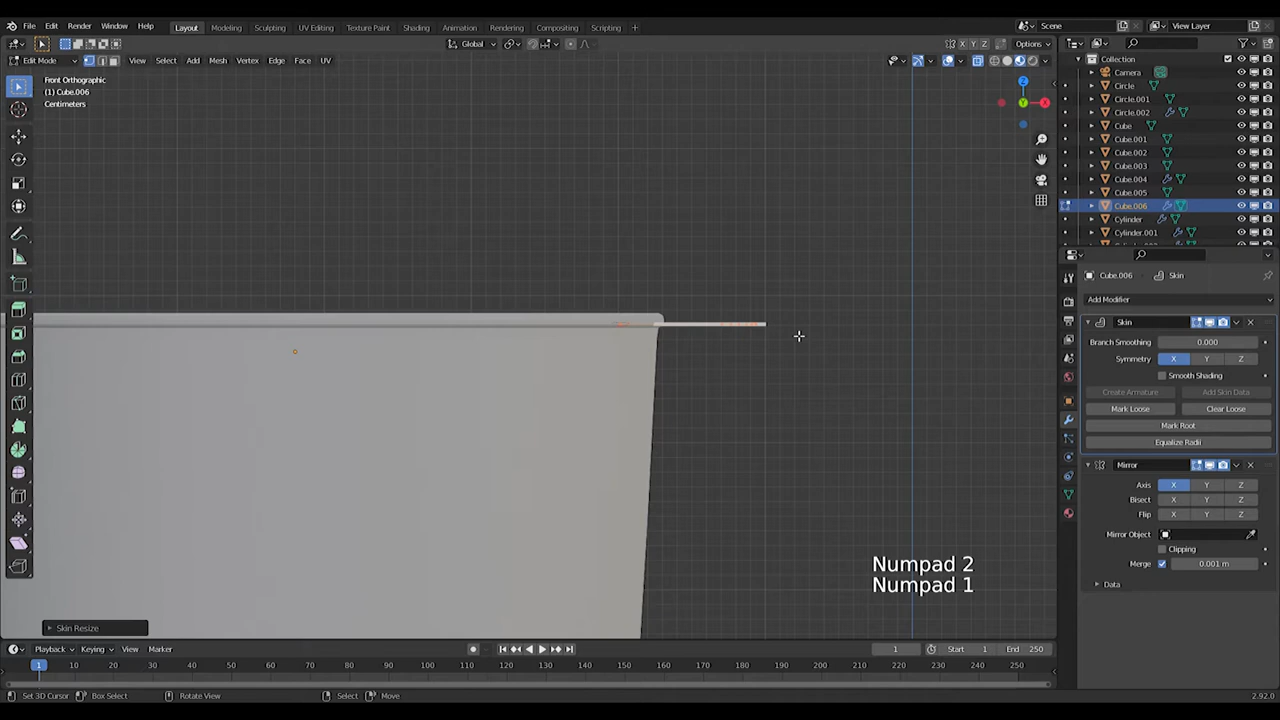 File Edit Render Window Help Layout Modeling Sculpting UV Editing Texture Paint Shading Animation Rendering Compositing Scripting + Scene View Layer
Global X Y Z Options
Edit Mode View Select Add Mesh Vertex Edge Face UV
Front Orthographic
(1) Cube.006
Centimeters
Z
Y
X
Collection
Camera
Circle
Circle.001
Circle.002
Cube
Cube.001
Cube.002
Cube.003
Cube.004
Cube.005
Cube.006
Cylinder
Cylinder.001
Cube.006 Skin
Add Modifier
Skin
Branch Smoothing 0.000
Symmetry X Y Z
Smooth Shading
Create Armature Add Skin Data
Mark Loose Clear Loose
Mark Root
Equalize Radii
Mirror
Axis X Y Z
Bisect X Y Z
Flip X Y Z
Mirror Object
Clipping
Merge 0.001 m
Data
Numpad 2
Numpad 1
Skin Resize
Playback Keying View Marker 1 Start 1 End 250
1 10 20 30 40 50 60 70 80 90 100 110 120 130 140 150 160 170 180 190 200 210 220 230 240 250
Set 3D Cursor Box Select Rotate View Select Move 2.92.0